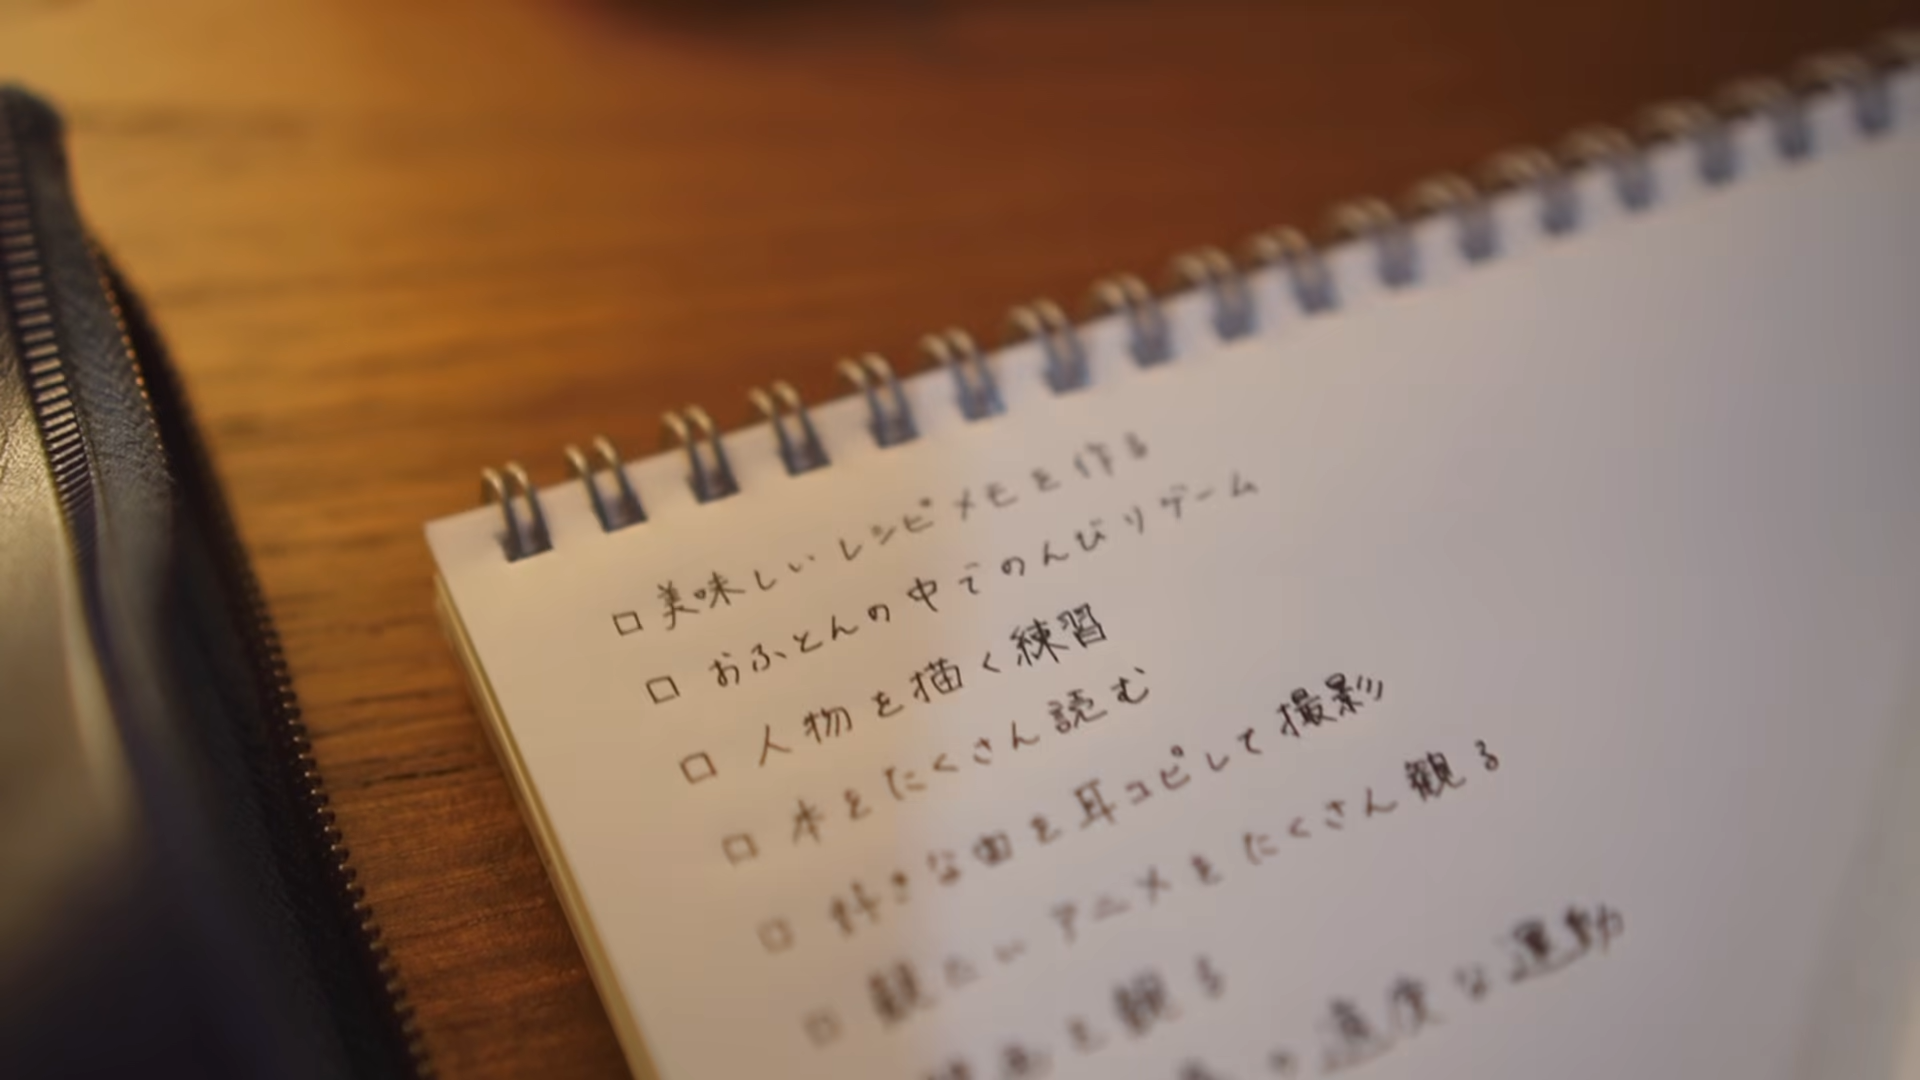 □ 美味しいレシピメモを作る
□ おふとんの中でのんびりゲーム
□ 人物を描く練習
□ 本をたくさん読む
□ 好きな曲を耳コピして撮影
□ 観たいアニメをたくさん観る
を観る
の適度な運動